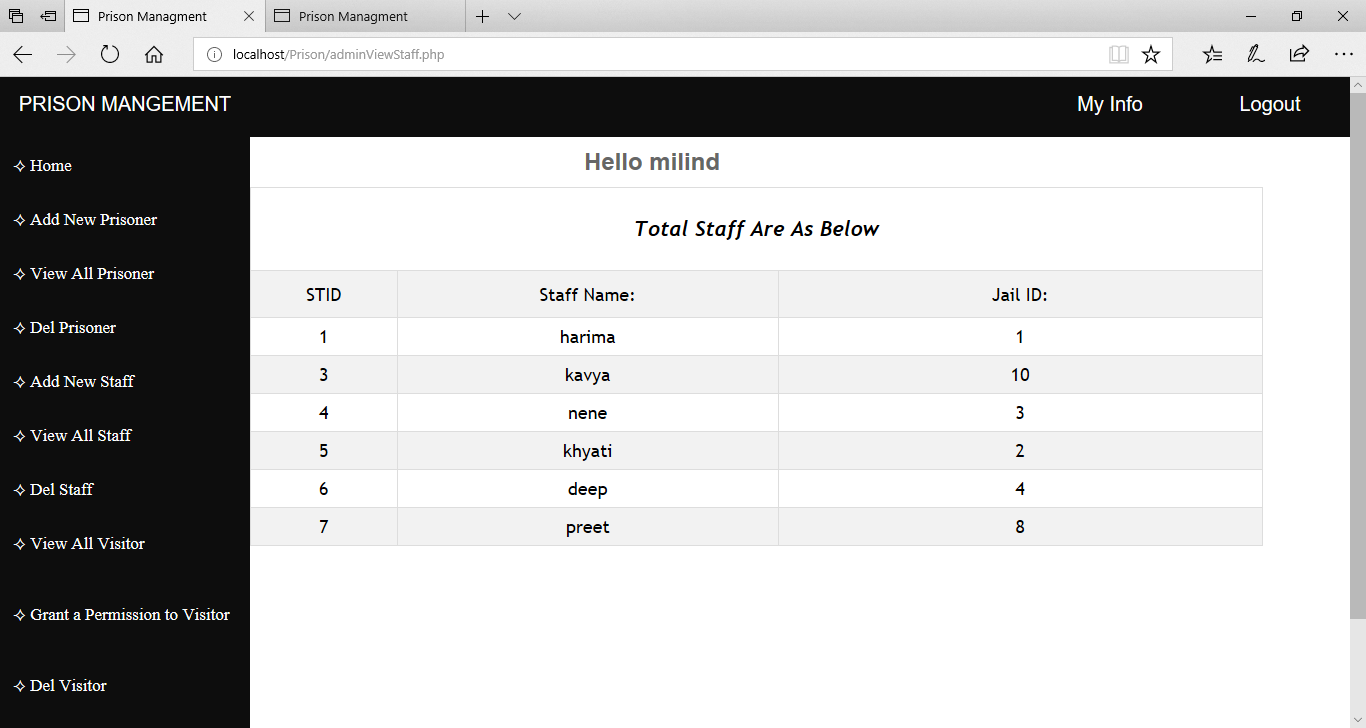 Prison Managment
Prison Managment
localhost/Prison/adminViewStaff.php
PRISON MANGEMENT
My Info
Logout
Home
Add New Prisoner
View All Prisoner
Del Prisoner
Add New Staff
View All Staff
Del Staff
View All Visitor
Grant a Permission to Visitor
Del Visitor
Hello milind
Total Staff Are As Below
STID Staff Name: Jail ID:
1 harima 1
3 kavya 10
4 nene 3
5 khyati 2
6 deep 4
7 preet 8